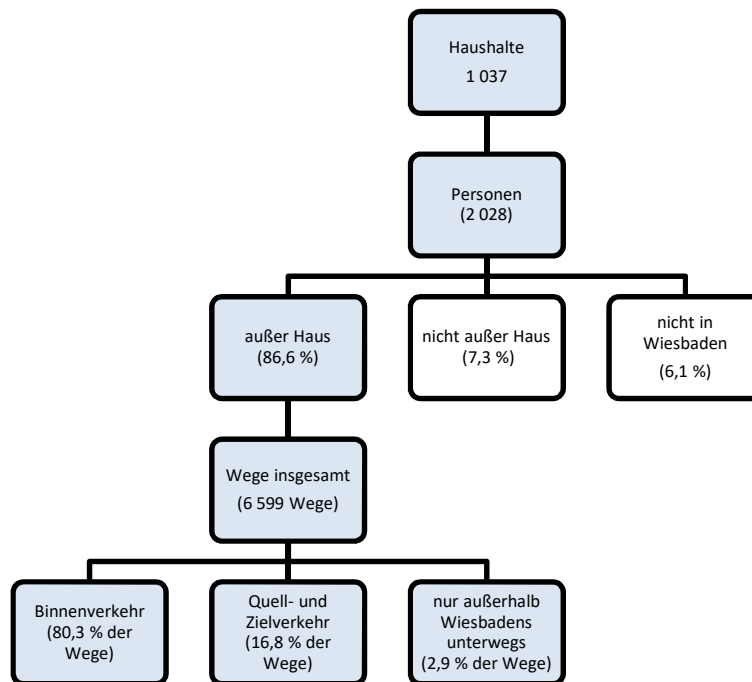 Haushalte
1 037
Personen
(2 028)
außer Haus
(86,6 %)
nicht außer Haus
(7,3 %)
nicht in
Wiesbaden
(6,1 %)
Wege insgesamt
(6 599 Wege)
Binnenverkehr
(80,3 % der
Wege)
Quell- und
Zielverkehr
(16,8 % der
Wege)
nur außerhalb
Wiesbadens
unterwegs
(2,9 % der Wege)